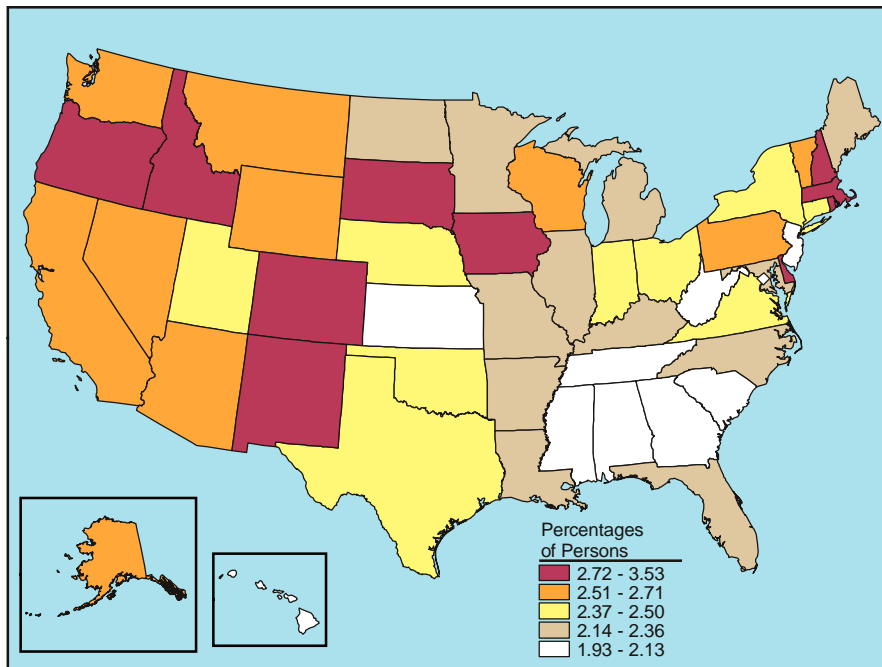 Percentages
of Persons
2.72 - 3.53
2.51 - 2.71
2.37 - 2.50
2.14 - 2.36
1.93 - 2.13